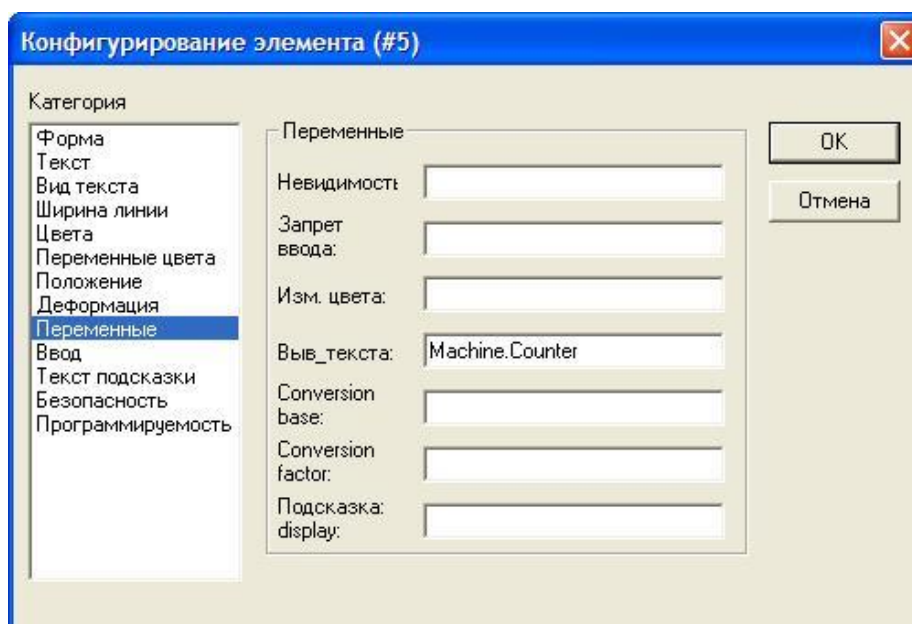 Конфигурирование элемента (#5)
Категория
Форма
Текст
Вид текста
Ширина линии
Цвета
Переменные цвета
Положение
Деформация
Переменные
Ввод
Текст подсказки
Безопасность
Программируемость
Переменные
Невидимость
Запрет
ввода:
Изм. цвета:
Выв_текста: Machine.Counter
Conversion
base:
Conversion
factor:
Подсказка:
display:
OK
Отмена